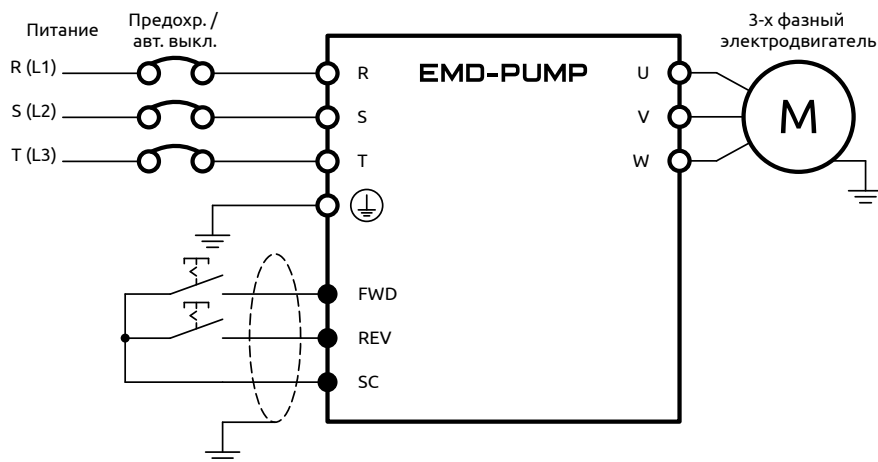 Питание
Предохр. /
авт. выкл.
3-х фазный
электродвигатель
R (L1)
R
EMD-PUMP
U
S (L2)
S
V
M
T (L3)
T
W
FWD
REV
SC